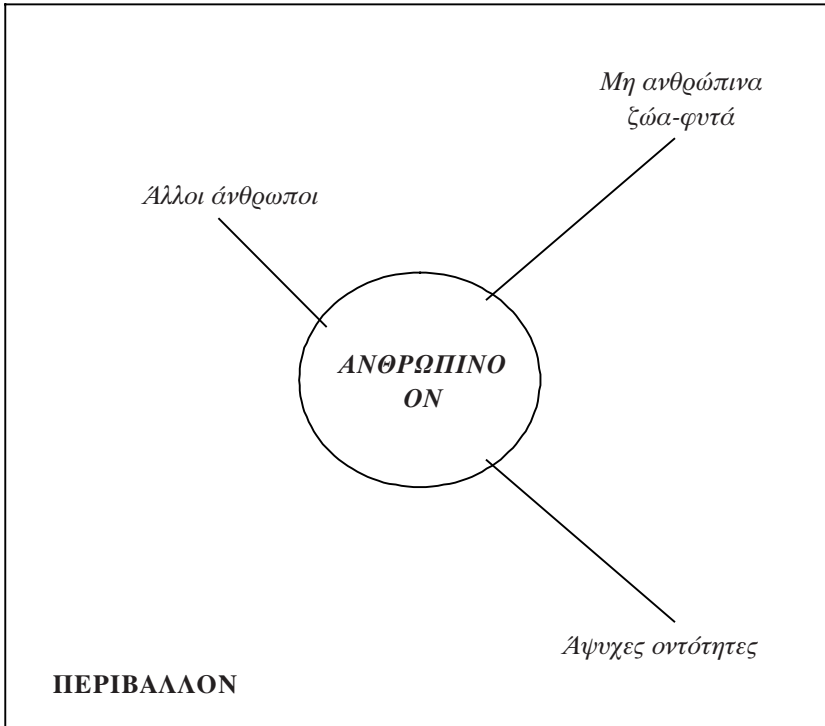 Μη ανθρώπινα
ζώα-φυτά
Άλλοι άνθρωποι
ΑΝΘΡΩΠΙΝΟ
ΟΝ
Άψυχες οντότητες
ΠΕΡΙΒΑΛΛΟΝ